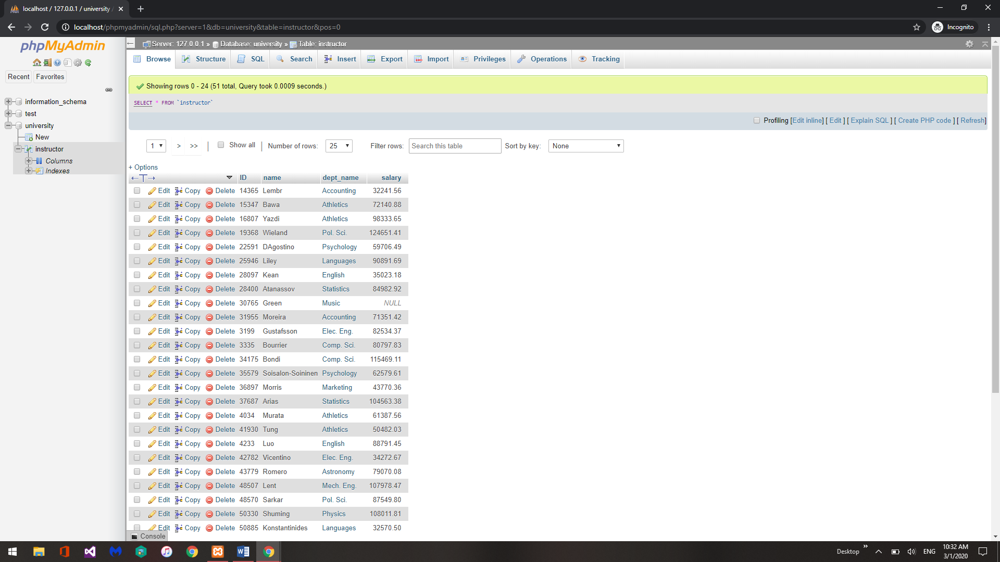 localhost / 127.0.0.1 / university /
localhost/phpmyadmin/sql.php?server=1&db=university&table=instructor&pos=0
Incognito
phpMyAdmin
Recent Favorites
information_schema
test
university
New
instructor
Columns
Indexes
Server: 127.0.0.1 » Database: university » Table: instructor
Browse Structure SQL Search Insert Export Import Privileges Operations Tracking
Showing rows 0 - 24 (51 total, Query took 0.0009 seconds.)
SELECT * FROM `instructor`
Profiling [Edit inline] [ Edit ] [ Explain SQL ] [ Create PHP code ] [ Refresh]
1 > >> | Show all | Number of rows: 25 Filter rows: Search this table Sort by key: None
+ Options
ID name dept_name salary
Edit Copy Delete 14365 Lembr Accounting 32241.56
Edit Copy Delete 15347 Bawa Athletics 72140.88
Edit Copy Delete 16807 Yazdi Athletics 98333.65
Edit Copy Delete 19368 Wieland Pol. Sci. 124651.41
Edit Copy Delete 22591 DAgostino Psychology 59706.49
Edit Copy Delete 25946 Liley Languages 90891.69
Edit Copy Delete 28097 Kean English 35023.18
Edit Copy Delete 28400 Atanassov Statistics 84982.92
Edit Copy Delete 30765 Green Music NULL
Edit Copy Delete 31955 Moreira Accounting 71351.42
Edit Copy Delete 3199 Gustafsson Elec. Eng. 82534.37
Edit Copy Delete 3335 Bourrier Comp. Sci. 80797.83
Edit Copy Delete 34175 Bondi Comp. Sci. 115469.11
Edit Copy Delete 35579 Soisalon-Soininen Psychology 62579.61
Edit Copy Delete 36897 Morris Marketing 43770.36
Edit Copy Delete 37687 Arias Statistics 104563.38
Edit Copy Delete 4034 Murata Athletics 61387.56
Edit Copy Delete 41930 Tung Athletics 50482.03
Edit Copy Delete 4233 Luo English 88791.45
Edit Copy Delete 42782 Vicentino Elec. Eng. 34272.67
Edit Copy Delete 43779 Romero Astronomy 79070.08
Edit Copy Delete 48507 Lent Mech. Eng. 107978.47
Edit Copy Delete 48570 Sarkar Pol. Sci. 87549.80
Edit Copy Delete 50330 Shuming Physics 108011.81
Edit Copy Delete 50885 Konstantinides Languages 32570.50
Console
Desktop » ENG 10:32 AM
3/1/2020